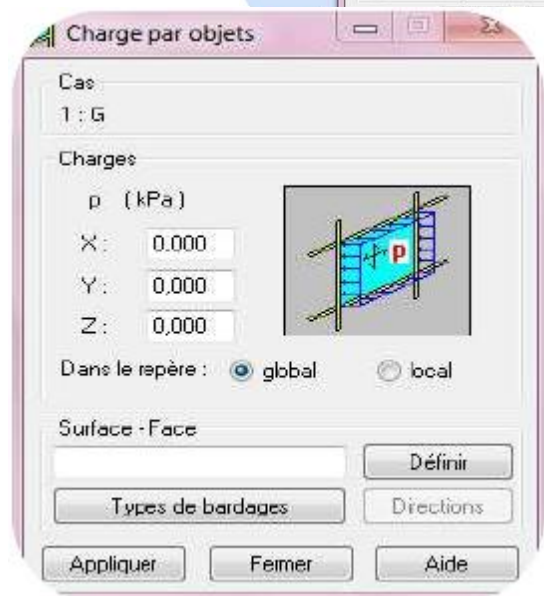 Charge par objets
Cas
1 : G
Charges
p (kPa)
X : 0.000
Y : 0,000
Z : 0,000
P
Dans le repère : global local
Surface - Face
Définir
Types de bardages Directions
Appliquer Fermer Aide